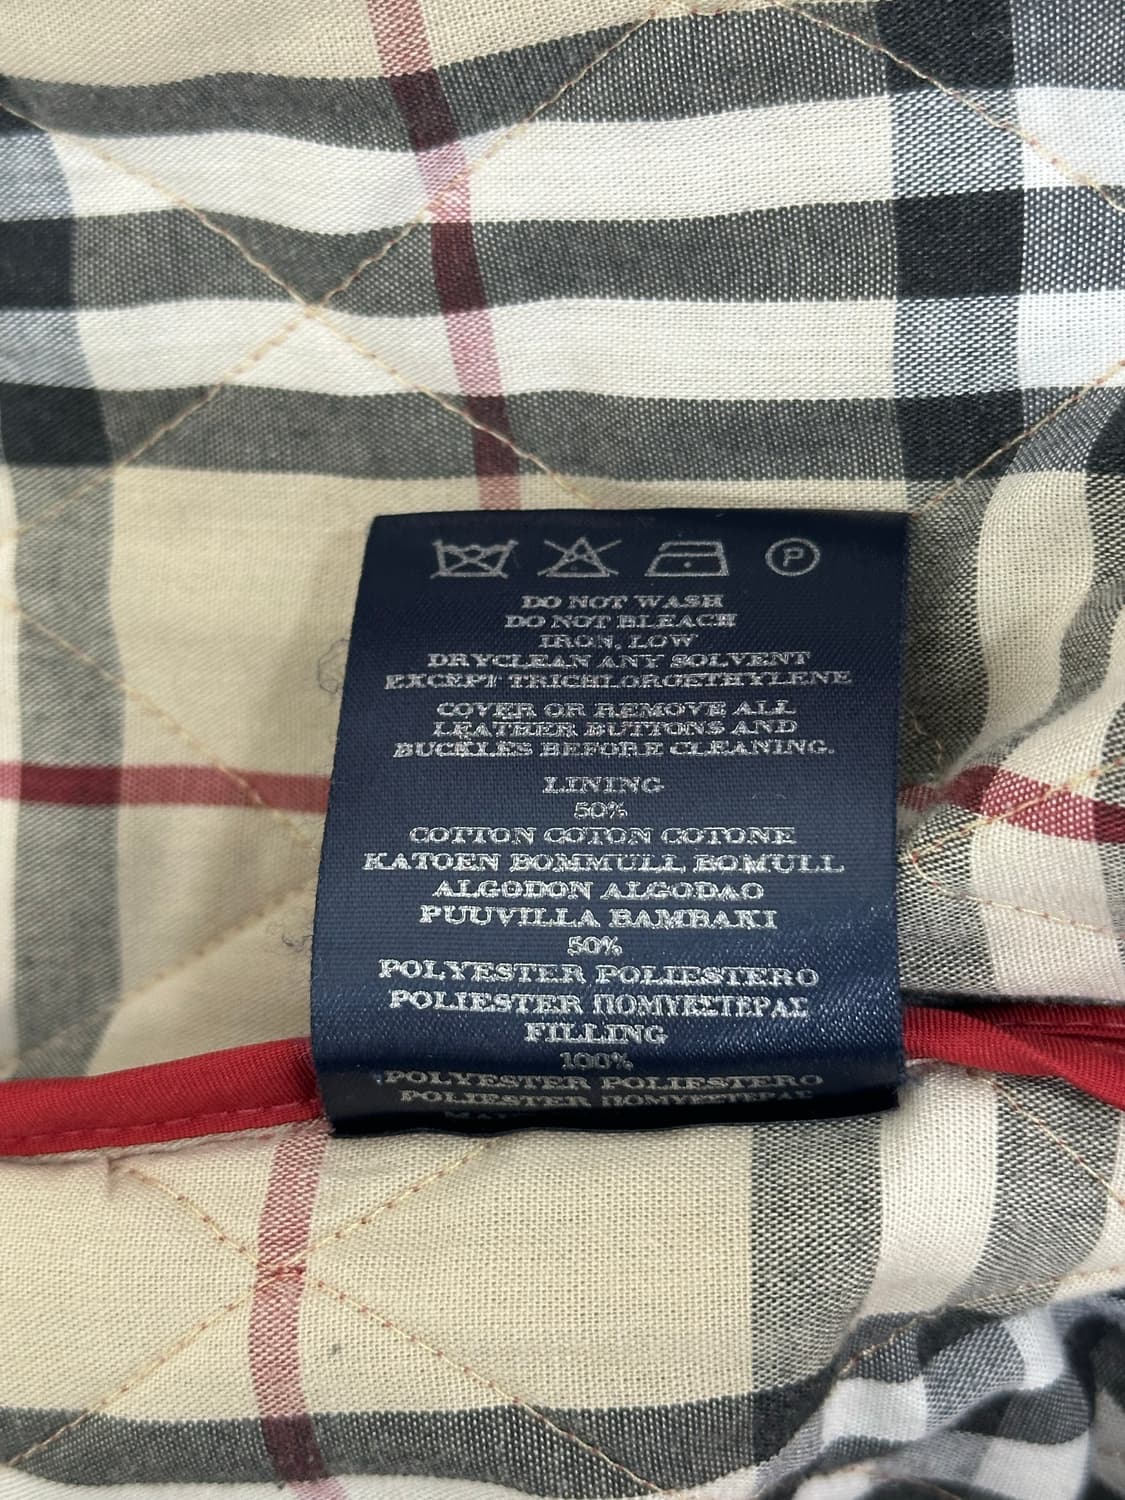 P
DO NOT WASH
DO NOT BLEACH
IRON, LOW
DRYCLEAN ANY SOLVENT
EXCEPT TRICHLOROETHYLENE
COVER OR REMOVE ALL
LEATHER BUTTONS AND
BUCKLES BEFORE CLEANING.
LINING
50%
COTTON COTON COTONE
KATOEN BOMMULL BOMULL
ALGODON ALGODAO
PUUVILLA BAMBAKI
50%
POLYESTER POLIESTERO
POLIESTER ΠΟΜΥΕΣΤΕΡΑΣ
FILLING
100%
POLYESTER POLIESTERO
POLIESTER ΠΟΜΥΕΣΤΕΡΑΣ